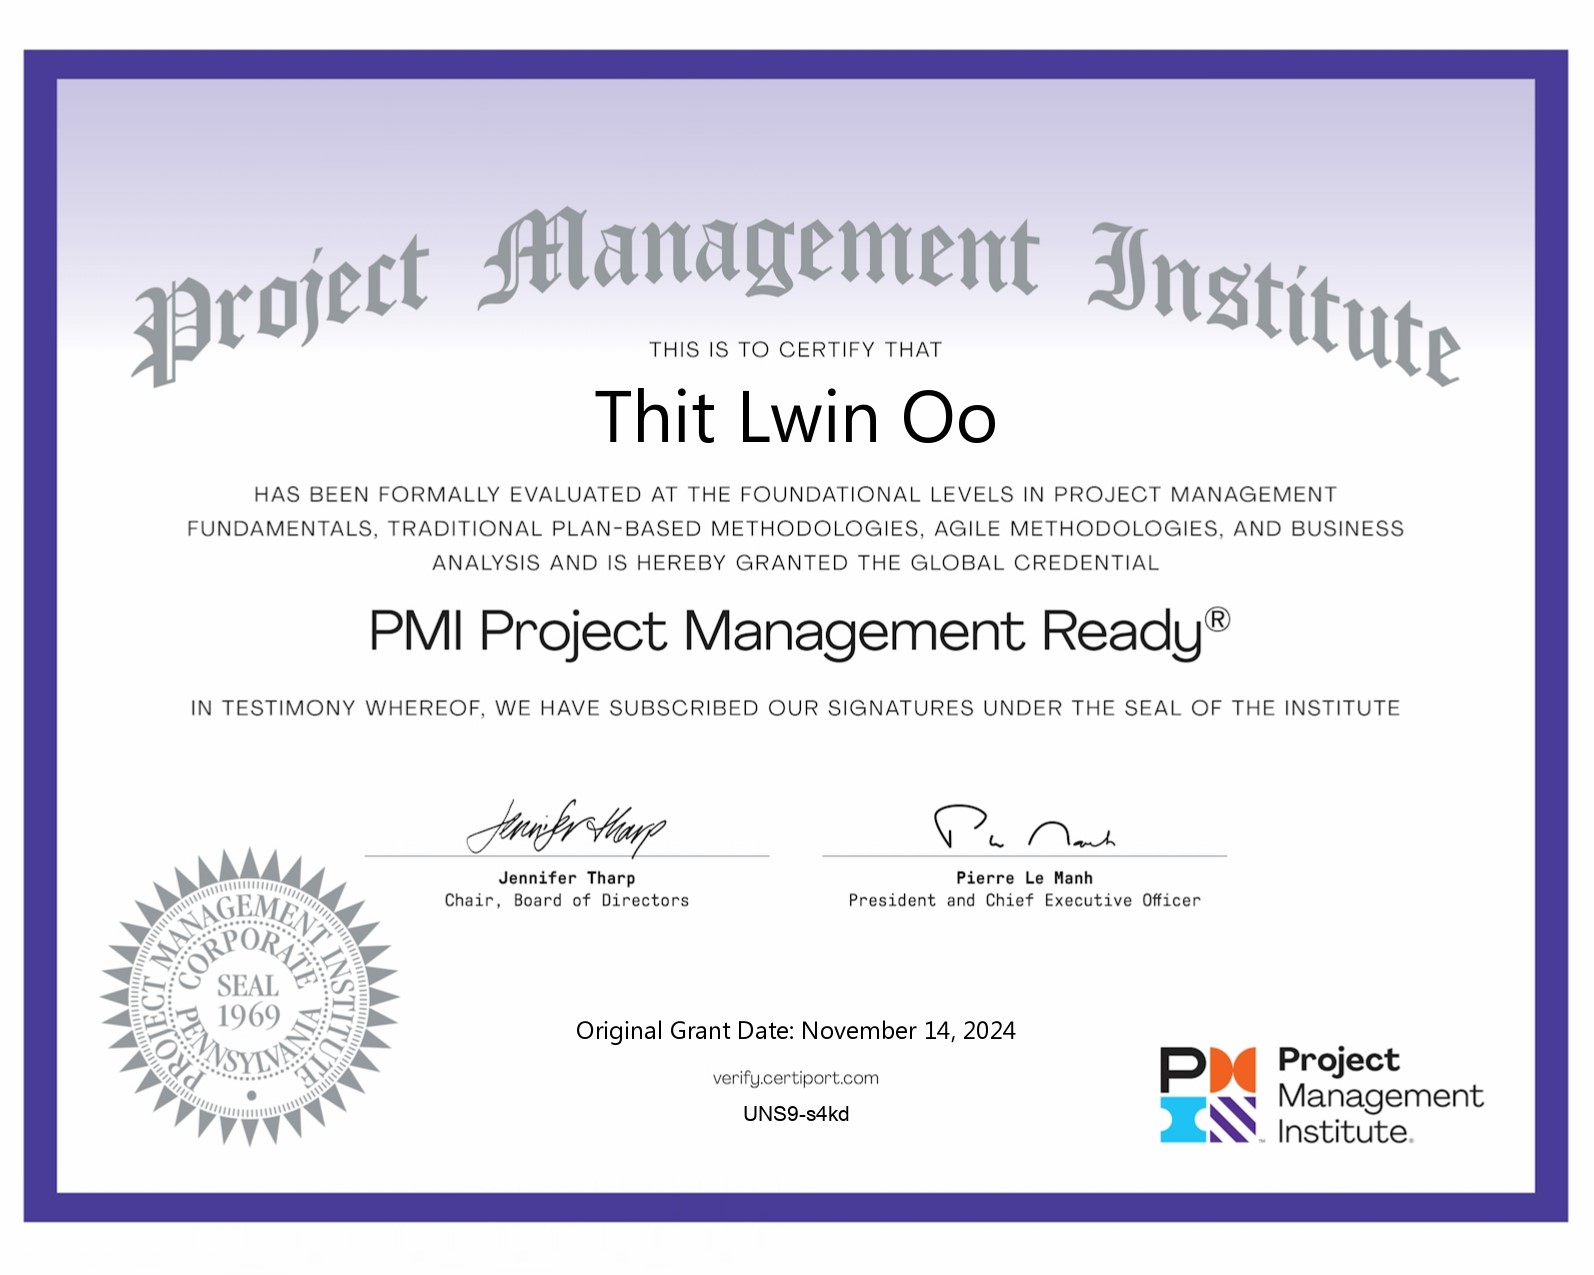 Project Management Institute
THIS IS TO CERTIFY THAT
Thit Lwin Oo
HAS BEEN FORMALLY EVALUATED AT THE FOUNDATIONAL LEVELS IN PROJECT MANAGEMENT
FUNDAMENTALS, TRADITIONAL PLAN-BASED METHODOLOGIES, AGILE METHODOLOGIES, AND BUSINESS
ANALYSIS AND IS HEREBY GRANTED THE GLOBAL CREDENTIAL
PMI Project Management Ready®
IN TESTIMONY WHEREOF, WE HAVE SUBSCRIBED OUR SIGNATURES UNDER THE SEAL OF THE INSTITUTE
Jennifer Tharp
Jennifer Tharp
Chair, Board of Directors
P Manh
Pierre Le Manh
President and Chief Executive Officer
PROJECT MANAGEMENT INSTITUTE
CORPORATE
SEAL
1969
PENNSYLVANIA
Original Grant Date: November 14, 2024
verify.certiport.com
UNS9-s4kd
PM
I
™
Project
Management
Institute®